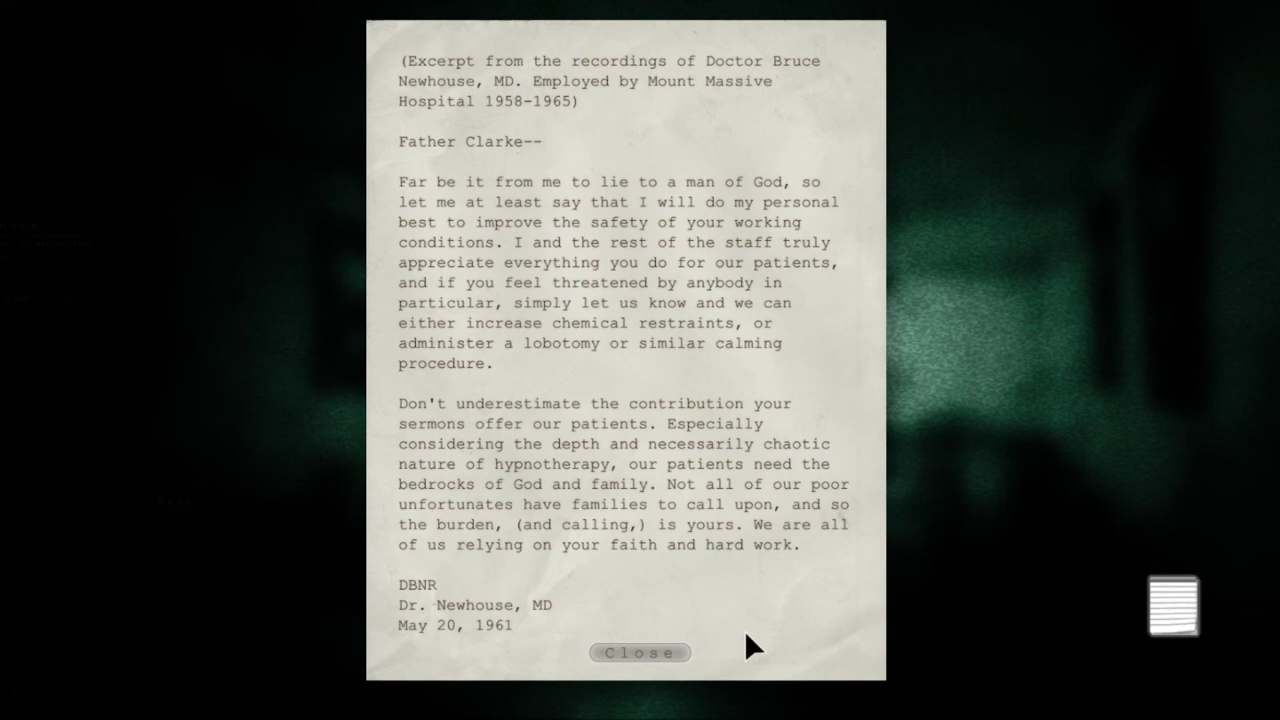 (Excerpt from the recordings of Doctor Bruce
Newhouse, MD. Employed by Mount Massive
Hospital 1958-1965)
Father Clarke--
Far be it from me to lie to a man of God, so
let me at least say that I will do my personal
best to improve the safety of your working
conditions. I and the rest of the staff truly
appreciate everything you do for our patients,
and if you feel threatened by anybody in
particular, simply let us know and we can
either increase chemical restraints, or
administer a lobotomy or similar calming
procedure.
Don't underestimate the contribution your
sermons offer our patients. Especially
considering the depth and necessarily chaotic
nature of hypnotherapy, our patients need the
bedrocks of God and family. Not all of our poor
unfortunates have families to call upon, and so
the burden, (and calling,) is yours. We are all
of us relying on your faith and hard work.
DBNR
Dr. Newhouse, MD
May 20, 1961
Close